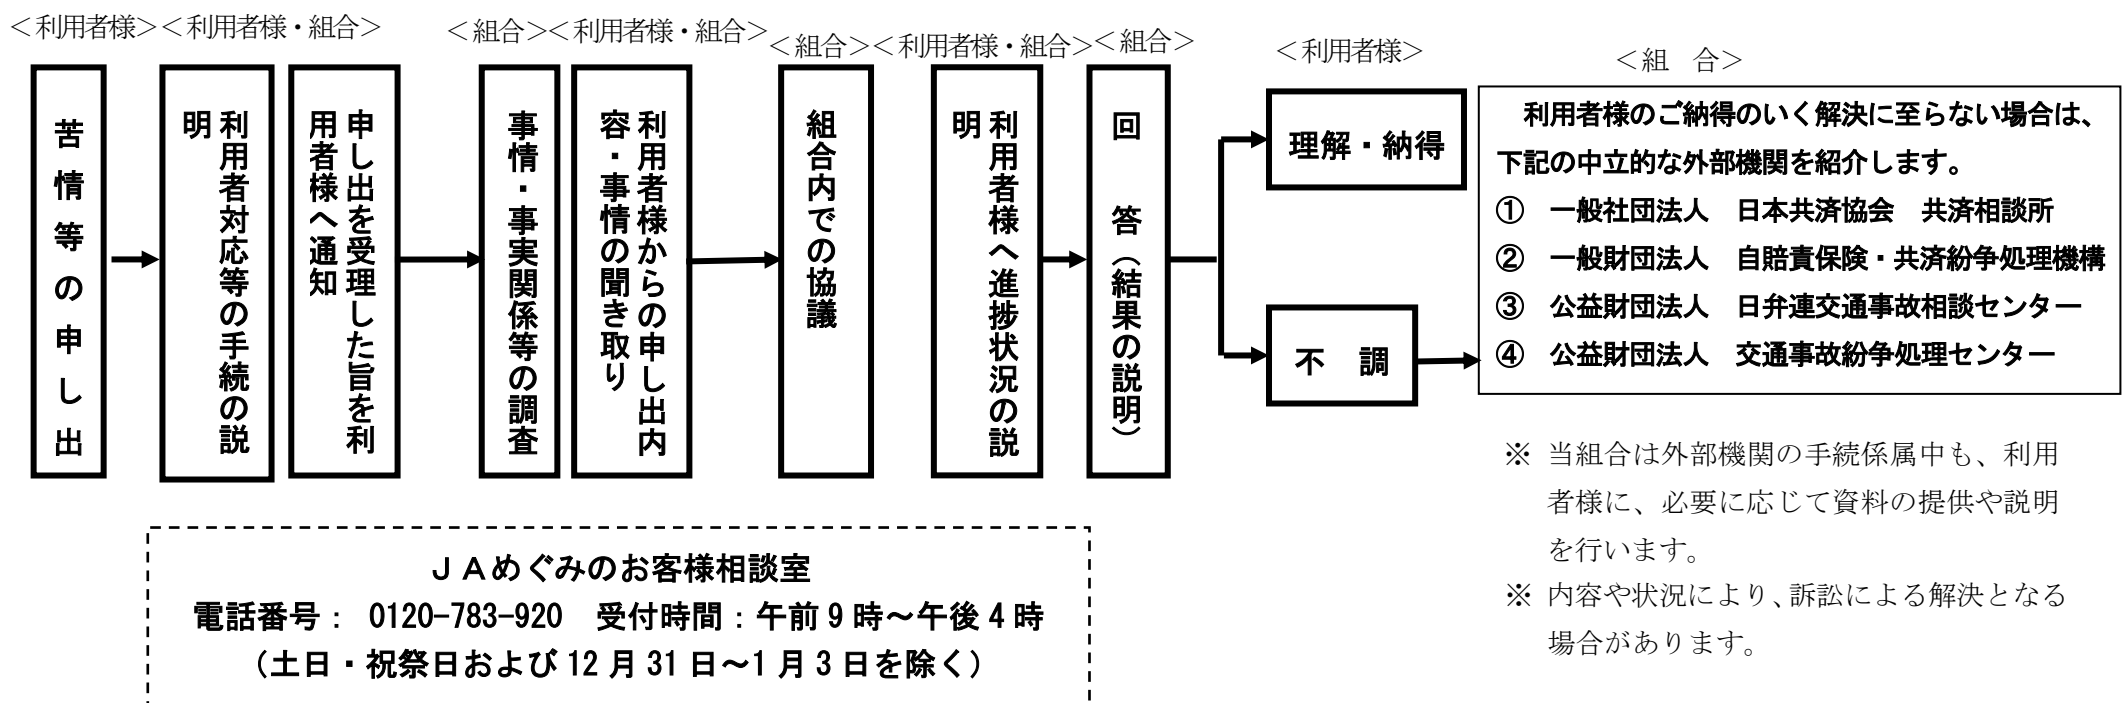 ＜利用者様＞＜利用者様・組合＞
＜組合＞＜利用者様・組合＞
＜組合＞＜利用者様・組合＞
＜組合＞
＜利用者様＞
＜組　合＞
苦情等の申し出
利用者対応等の手続の説
明
申し出を受理した旨を利
用者様へ通知
事情・事実関係等の調査
利用者様からの申し出内
容・事情の聞き取り
組合内での協議
利用者様へ進捗状況の説
明
回　答（結果の説明）
理解・納得
不　調
利用者様のご納得のいく解決に至らない場合は、
下記の中立的な外部機関を紹介します。
①　一般社団法人　日本共済協会　共済相談所
②　一般財団法人　自賠責保険・共済紛争処理機構
③　公益財団法人　日弁連交通事故相談センター
④　公益財団法人　交通事故紛争処理センター
※ 当組合は外部機関の手続係属中も、利用
者様に、必要に応じて資料の提供や説明
を行います。
※ 内容や状況により、訴訟による解決となる
場合があります。
ＪＡめぐみのお客様相談室
電話番号： 0120-783-920　受付時間：午前９時～午後４時
（土日・祝祭日および 12 月 31 日～1 月 3 日を除く）